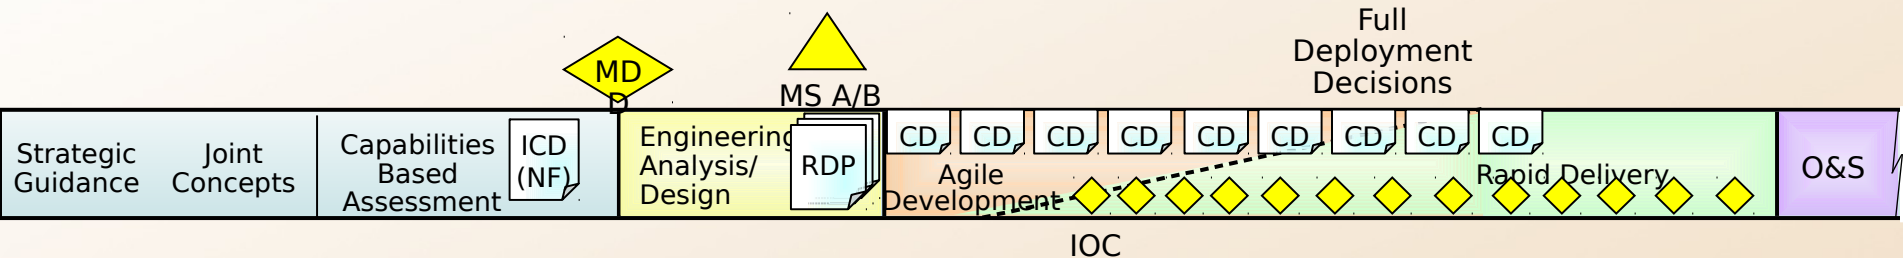 Full
Deployment
Decisions
MD
D
MS A/B
Strategic
Guidance
Joint
Concepts
Capabilities
Based
Assessment
ICD
(NF)
Engineering
Analysis/
Design
RDP
CD
CD
CD
CD
CD
CD
CD
CD
CD
Agile
Development
Rapid Delivery
O&S
IOC